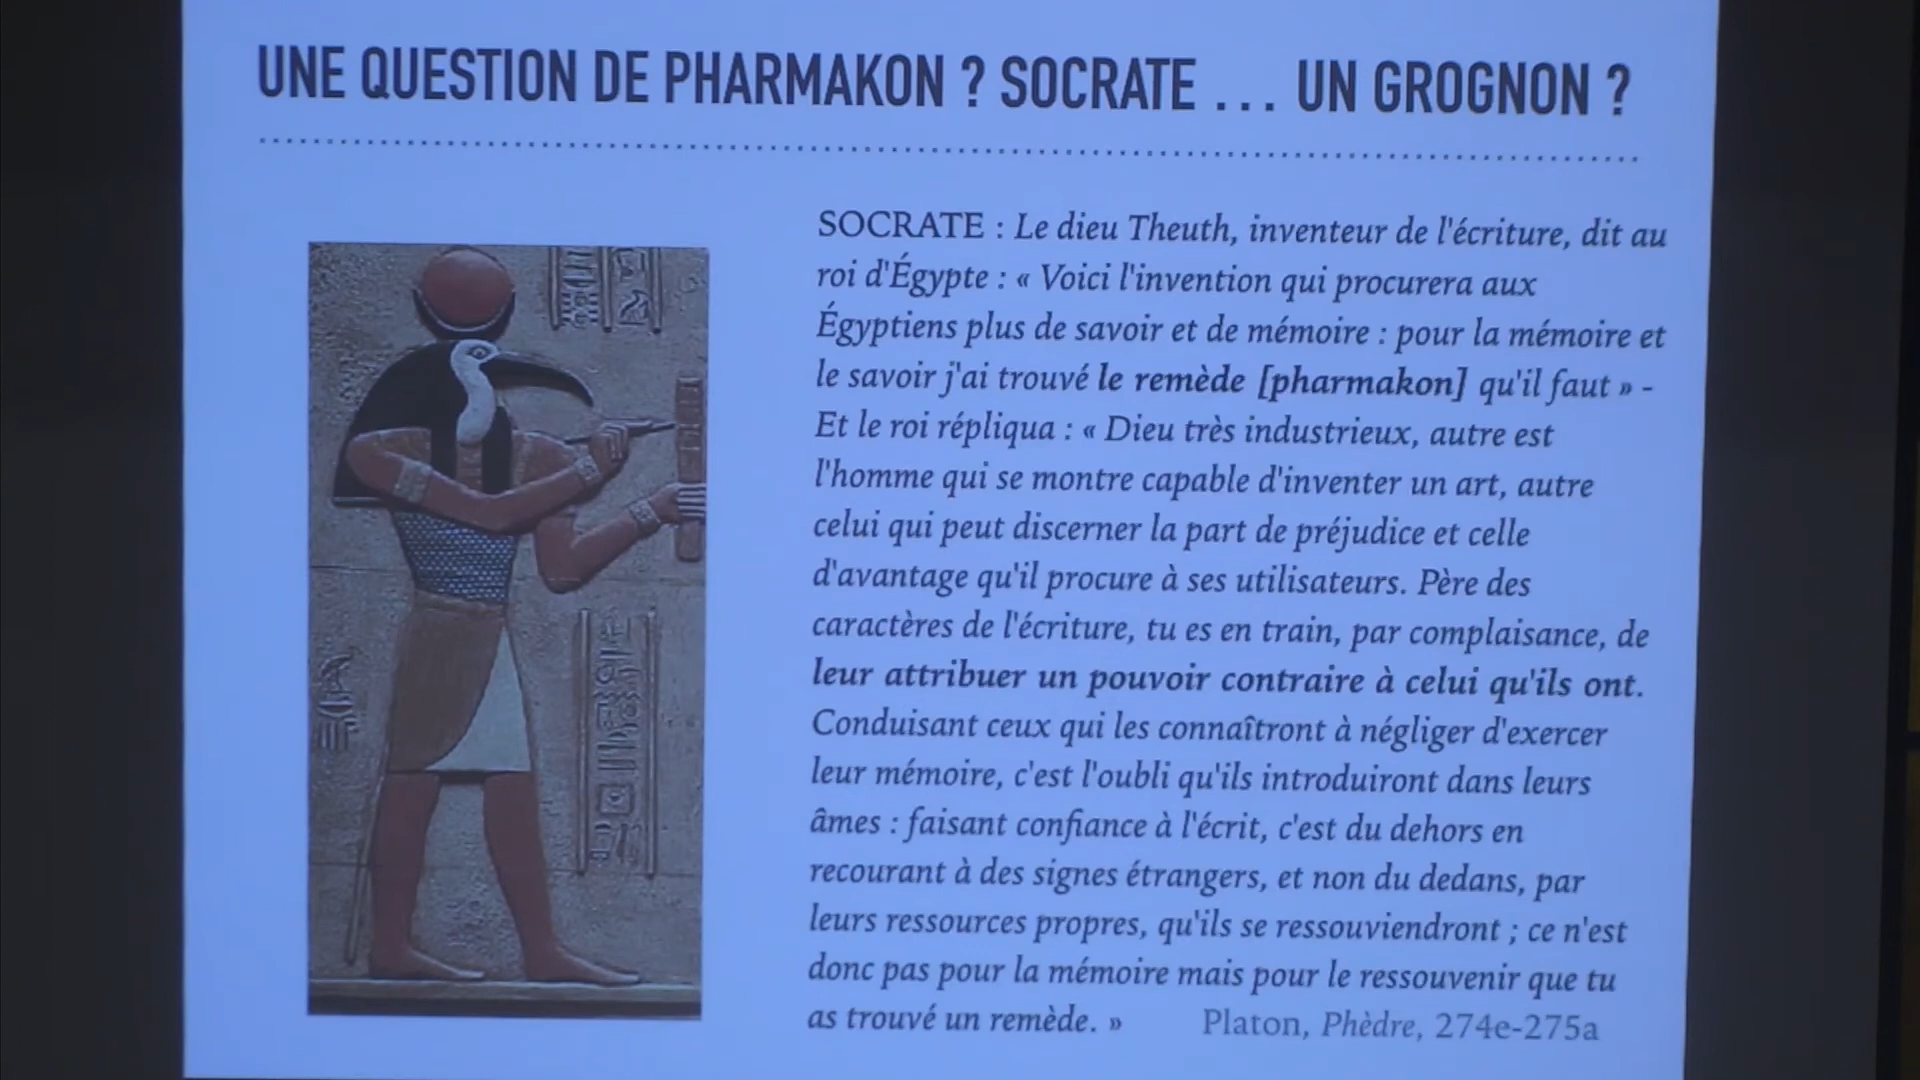 UNE QUESTION DE PHARMAKON ? SOCRATE ... UN GROGNON ?
SOCRATE : Le dieu Theuth, inventeur de l'écriture, dit au
roi d'Égypte : « Voici l'invention qui procurera aux
Égyptiens plus de savoir et de mémoire : pour la mémoire et
le savoir j'ai trouvé le remède [pharmakon] qu'il faut » -
Et le roi répliqua : « Dieu très industrieux, autre est
l'homme qui se montre capable d'inventer un art, autre
celui qui peut discerner la part de préjudice et celle
d'avantage qu'il procure à ses utilisateurs. Père des
caractères de l'écriture, tu es en train, par complaisance, de
leur attribuer un pouvoir contraire à celui qu'ils ont.
Conduisant ceux qui les connaîtront à négliger d'exercer
leur mémoire, c'est l'oubli qu'ils introduiront dans leurs
âmes : faisant confiance à l'écrit, c'est du dehors en
recourant à des signes étrangers, et non du dedans, par
leurs ressources propres, qu'ils se ressouviendront ; ce n'est
donc pas pour la mémoire mais pour le ressouvenir que tu
as trouvé un remède. » Platon, Phèdre, 274e-275a